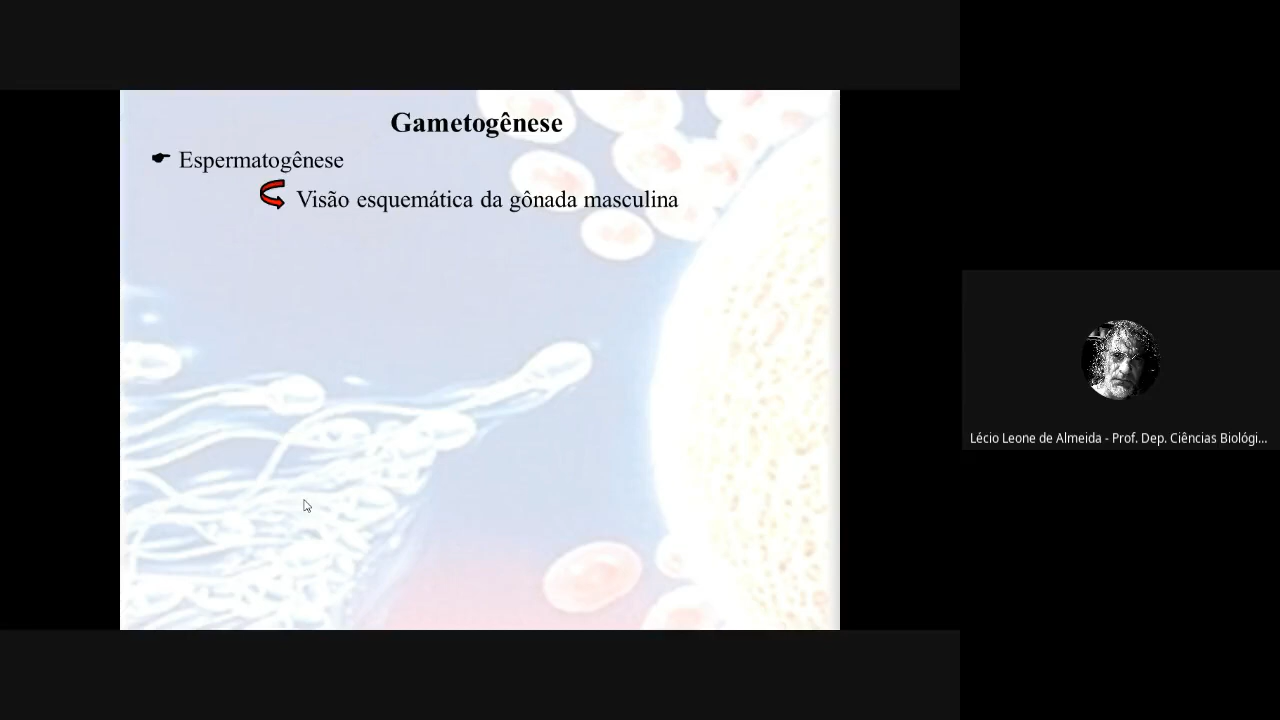 Gametogênese
Espermatogênese
Visão esquemática da gônada masculina
Lécio Leone de Almeida - Prof. Dep. Ciências Biológi...